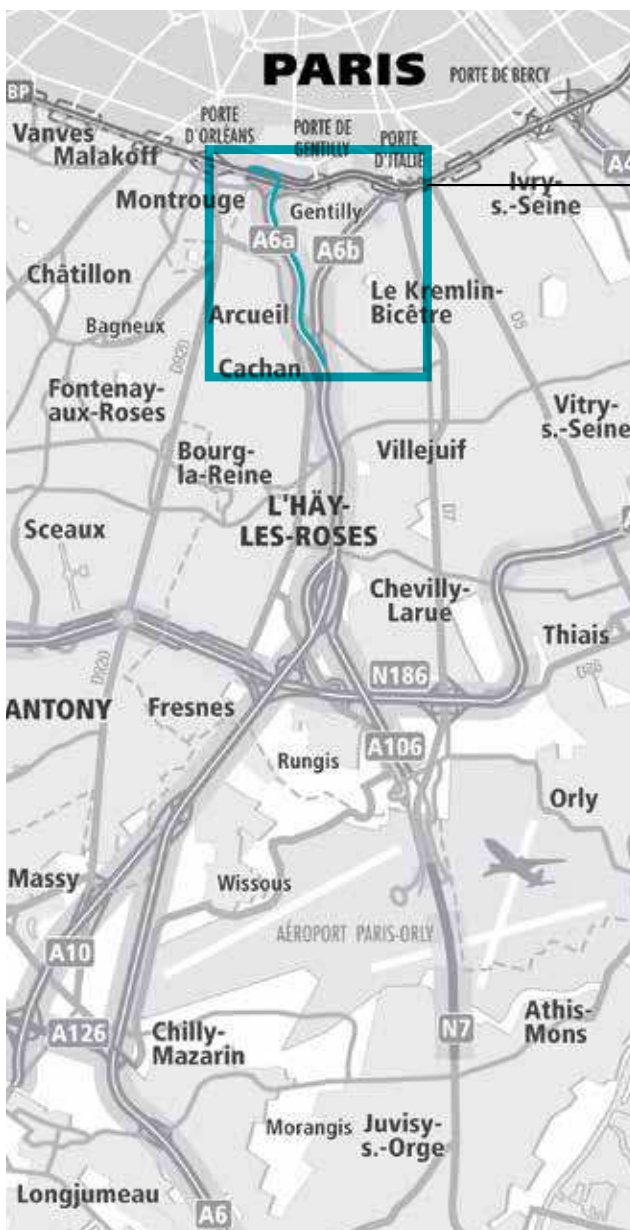 PARIS
PORTE DE BERCY
BP
PORTE
D'ORLÉANS
PORTE DE
GENTILLY
PORTE
D'ITALIE
Vanves
Malakoff
A4
Montrouge
Gentilly
Ivry-
s.-Seine
A6a
A6b
Châtillon
Le Kremlin-
Bicêtre
Arcueil
Bagneux
D5
D920
Cachan
Fontenay-
aux-Roses
Vitry-
s.-Seine
Bourg-
la-Reine
Villejuif
L'HÄY-
LES-ROSES
D7
Sceaux
Chevilly-
Larue
Thiais
D920
N186
ANTONY
Fresnes
A106
Rungis
Orly
Massy
Wissous
AÉROPORT PARIS-ORLY
A10
Athis-
Mons
A126
Chilly-
Mazarin
N7
Morangis
Juvisy-
s.-Orge
Longjumeau
A6